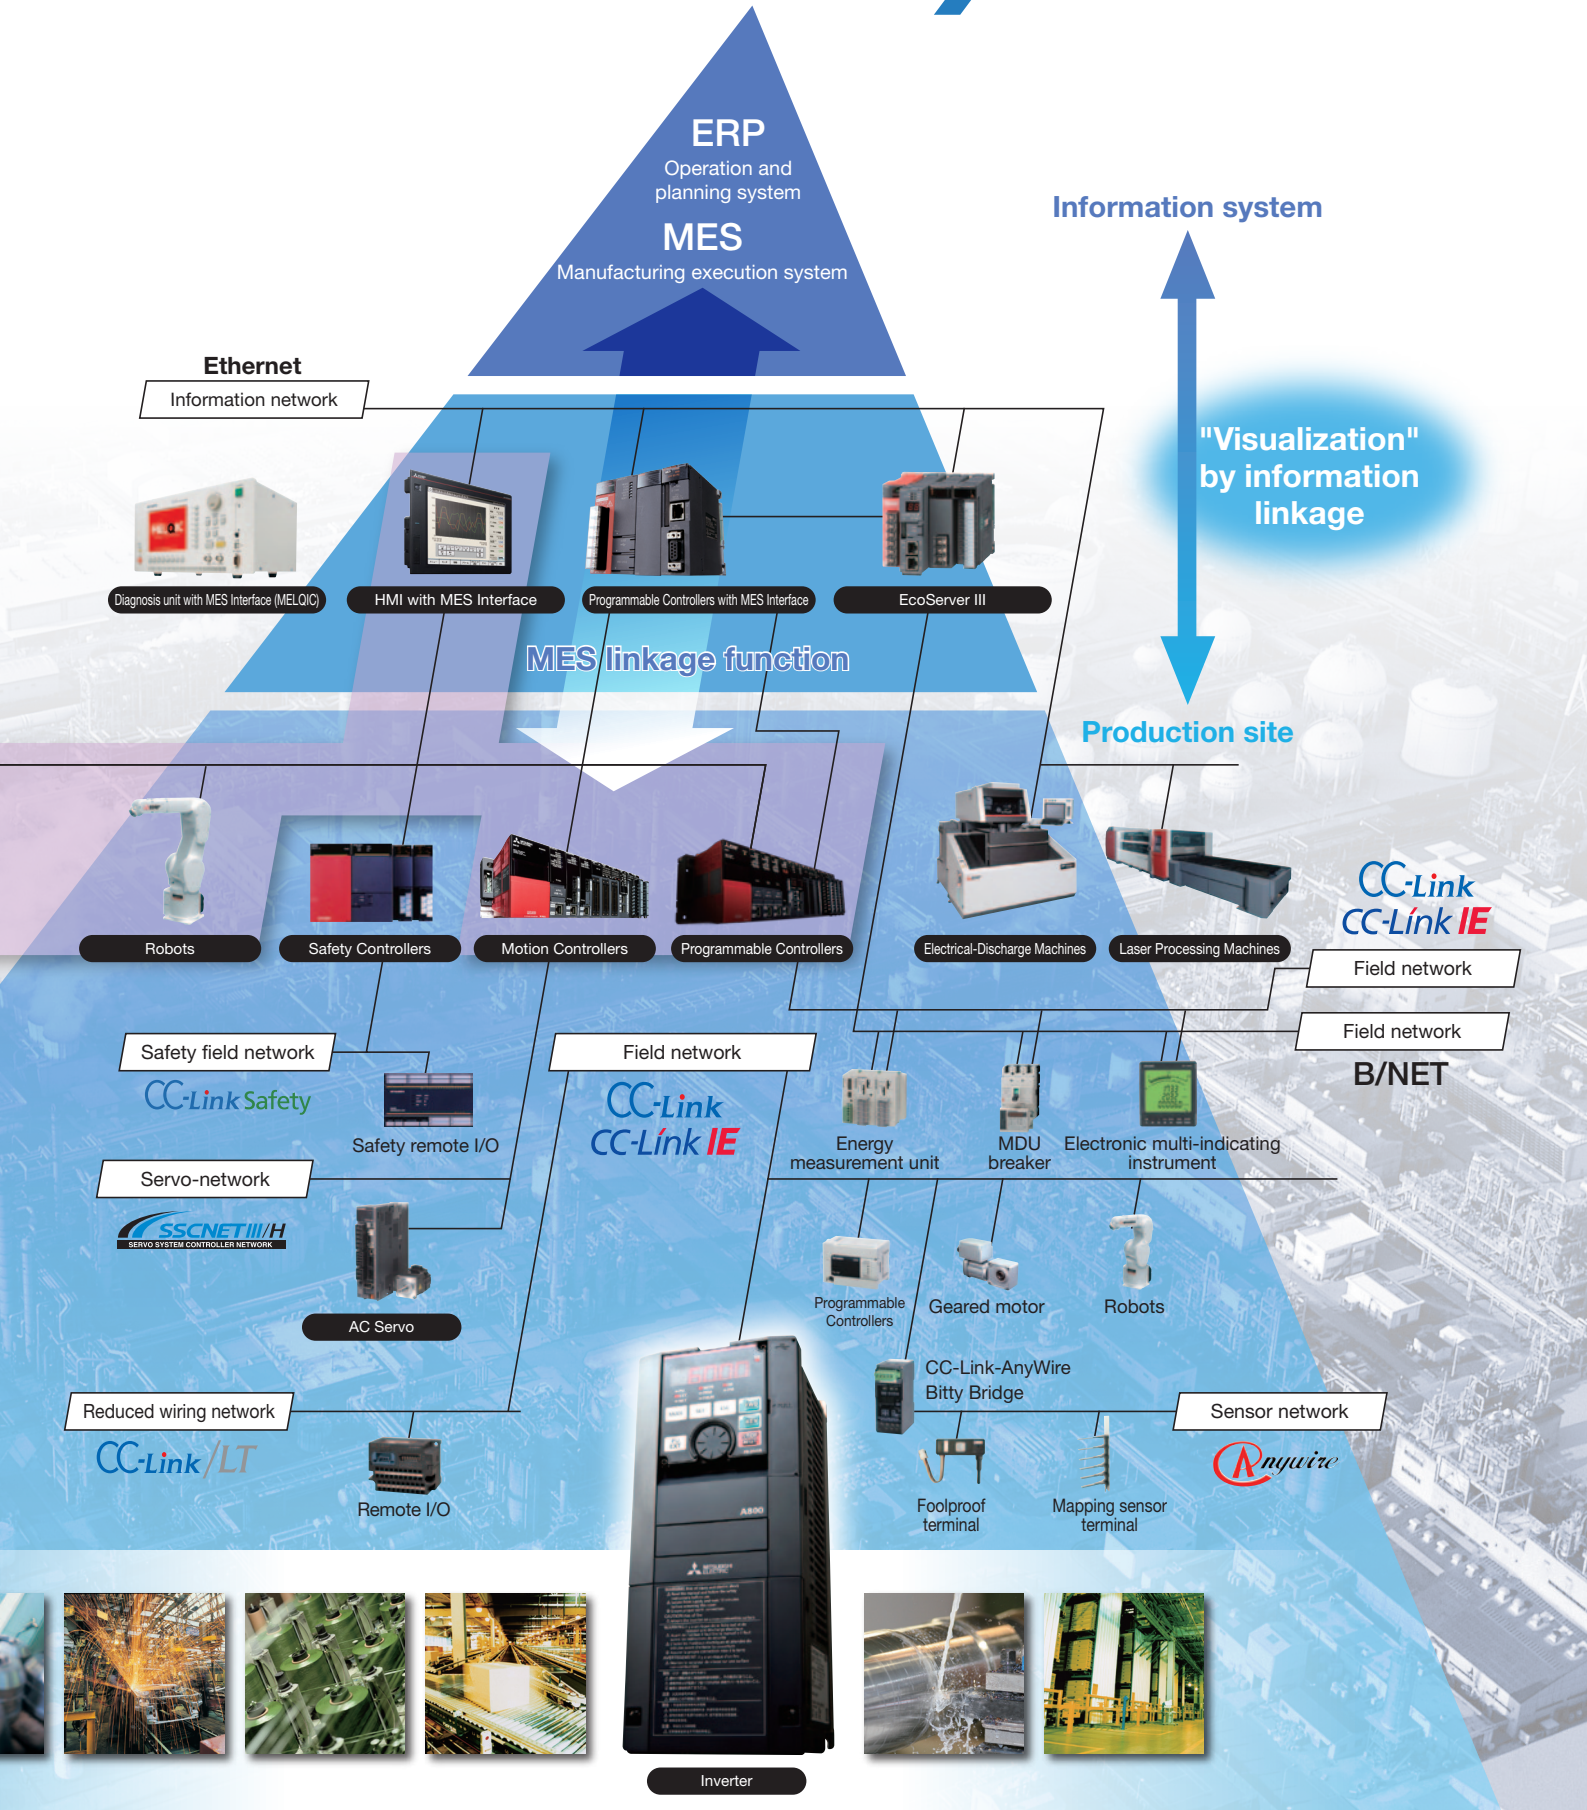 ERP
Operation and
planning system
MES
Manufacturing execution system
Information system
"Visualization"
by information
linkage
Production site
Ethernet
Information network
Diagnosis unit with MES Interface (MELQIC)
HMI with MES Interface
Programmable Controllers with MES Interface
EcoServer III
MES linkage function
Robots
Safety Controllers
Motion Controllers
Programmable Controllers
Electrical-Discharge Machines
Laser Processing Machines
CC-Link
CC-Link IE
Field network
Field network
B/NET
Safety field network
CC-Link Safety
Safety remote I/O
Field network
CC-Link
CC-Link IE
Energy
measurement unit
MDU
breaker
Electronic multi-indicating
instrument
Servo-network
SSCNETIII/H
SERVO SYSTEM CONTROLLER NETWORK
AC Servo
Programmable
Controllers
Geared motor
Robots
CC-Link-AnyWire
Bitty Bridge
Reduced wiring network
CC-Link/LT
Remote I/O
Sensor network
Anywire
Foolproof
terminal
Mapping sensor
terminal
A800
MITSUBISHI
ELECTRIC
Inverter